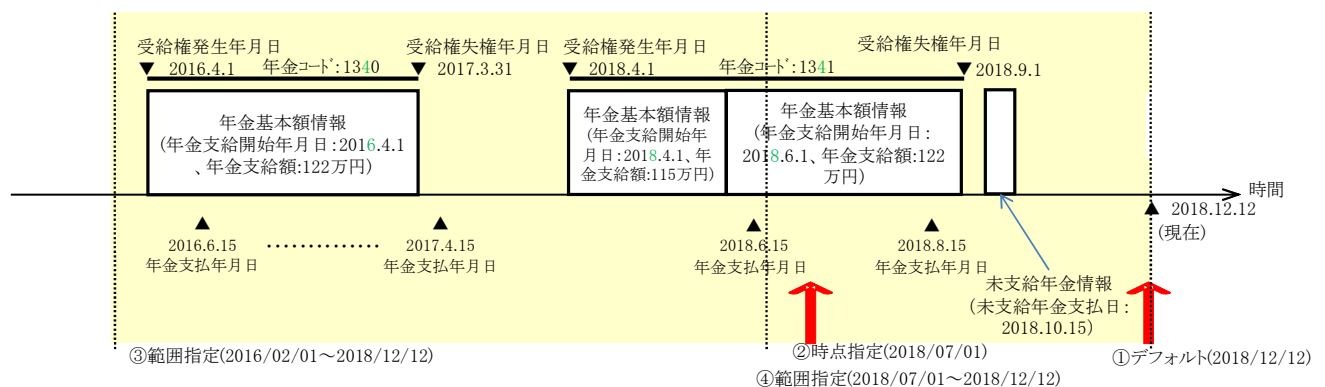 受給権発生年月日
2016.4.1
年金コード:1340
受給権失権年月日
2017.3.31
受給権発生年月日
2018.4.1
年金コード:1341
受給権失権年月日
2018.9.1
年金基本額情報
(年金支給開始年月日:2016.4.1
、年金支給額:122万円)
年金基本額情報
(年金支給開始年
月日:2018.4.1、年
金支給額:115万円)
年金基本額情報
(年金支給開始年月日:
2018.6.1、年金支給額:122
万円)
時間
2016.6.15
年金支払年月日
‥‥‥‥‥‥‥
2017.4.15
年金支払年月日
2018.6.15
年金支払年月日
2018.8.15
年金支払年月日
2018.12.12
(現在)
未支給年金情報
(未支給年金支払日:
2018.10.15)
③範囲指定(2016/02/01～2018/12/12)
②時点指定(2018/07/01)
①デフォルト(2018/12/12)
④範囲指定(2018/07/01～2018/12/12)